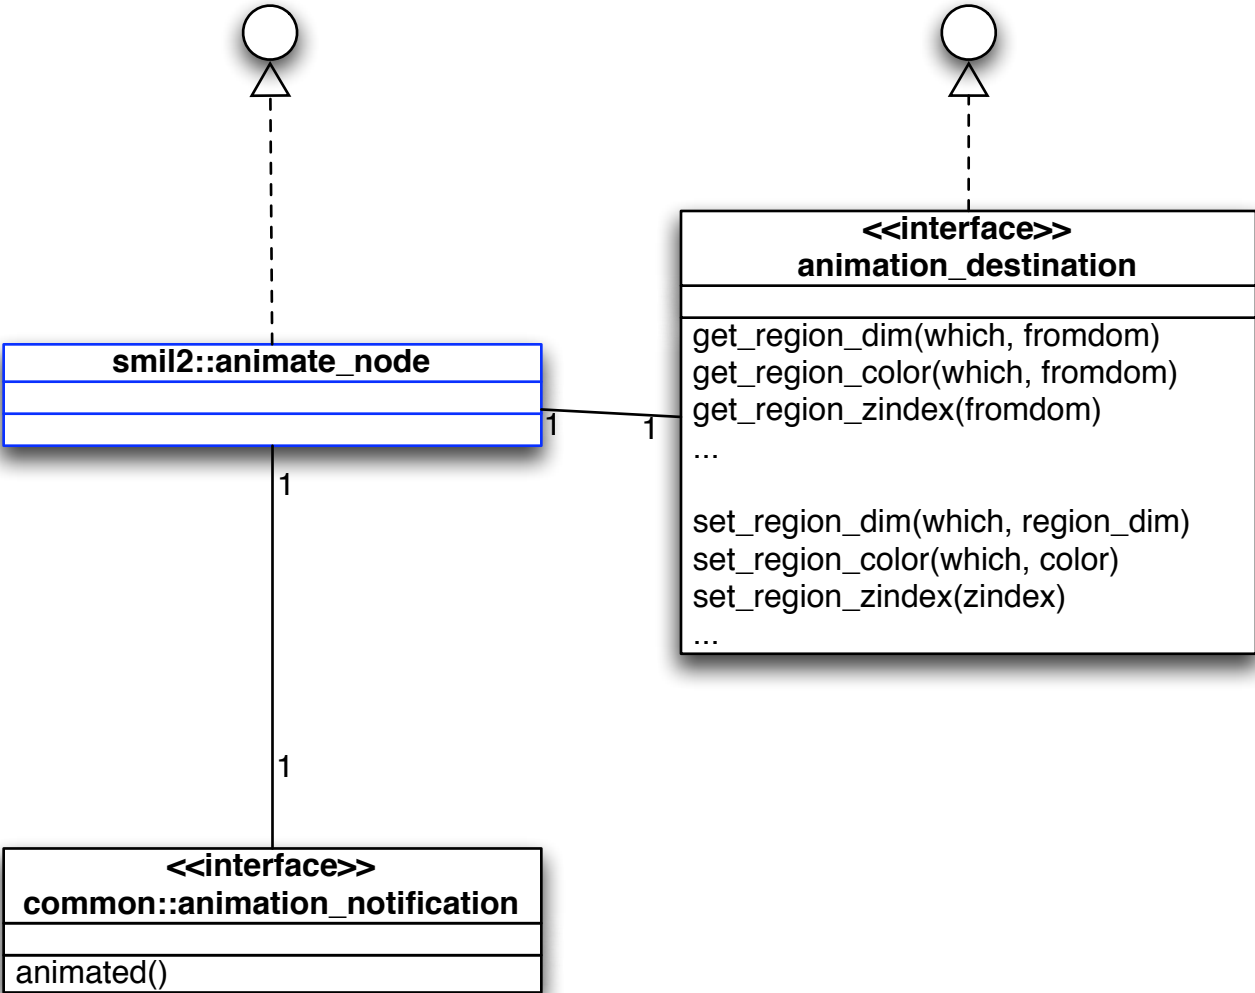 <<interface>>
animation_destination
get_region_dim(which, fromdom)
get_region_color(which, fromdom)
get_region_zindex(fromdom)
...
set_region_dim(which, region_dim)
set_region_color(which, color)
set_region_zindex(zindex)
...
smil2::animate_node
1
1
1
1
<<interface>>
common::animation_notification
animated()